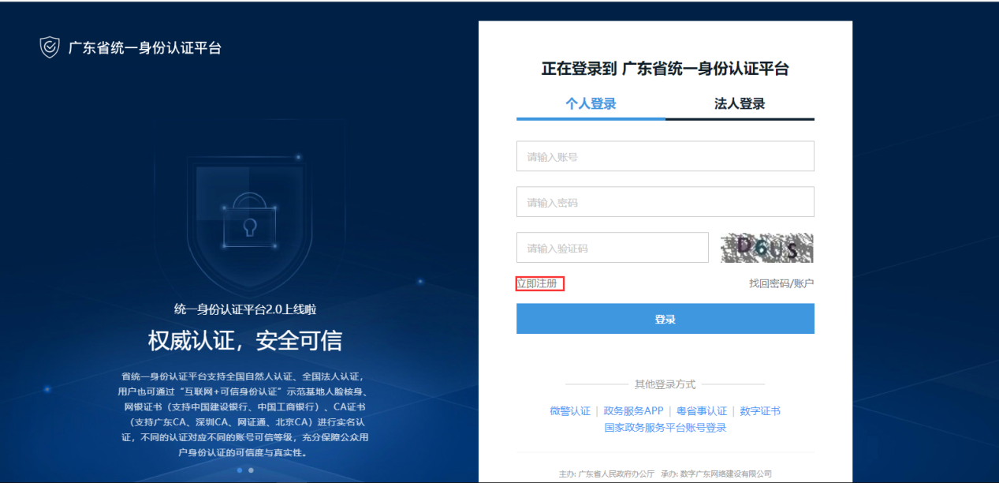 广东省统一身份认证平台
统一身份认证平台2.0上线啦
权威认证，安全可信
省统一身份认证平台支持全国自然人认证、全国法人认证，
用户也可通过“互联网+可信身份认证”示范基地人脸核身、
网银证书（支持中国建设银行、中国工商银行）、CA证书
（支持广东CA、深圳CA、网证通、北京CA）进行实名认
证，不同的认证对应不同的账号可信等级，充分保障公众用
户身份认证的可信度与真实性。
正在登录到 广东省统一身份认证平台
个人登录 法人登录
请输入账号
请输入密码
请输入验证码 D6US
立即注册 找回密码/账户
登录
其他登录方式
微警认证 | 政务服务APP | 粤省事认证 | 数字证书
国家政务服务平台账号登录
主办: 广东省人民政府办公厅 承办: 数字广东网络建设有限公司